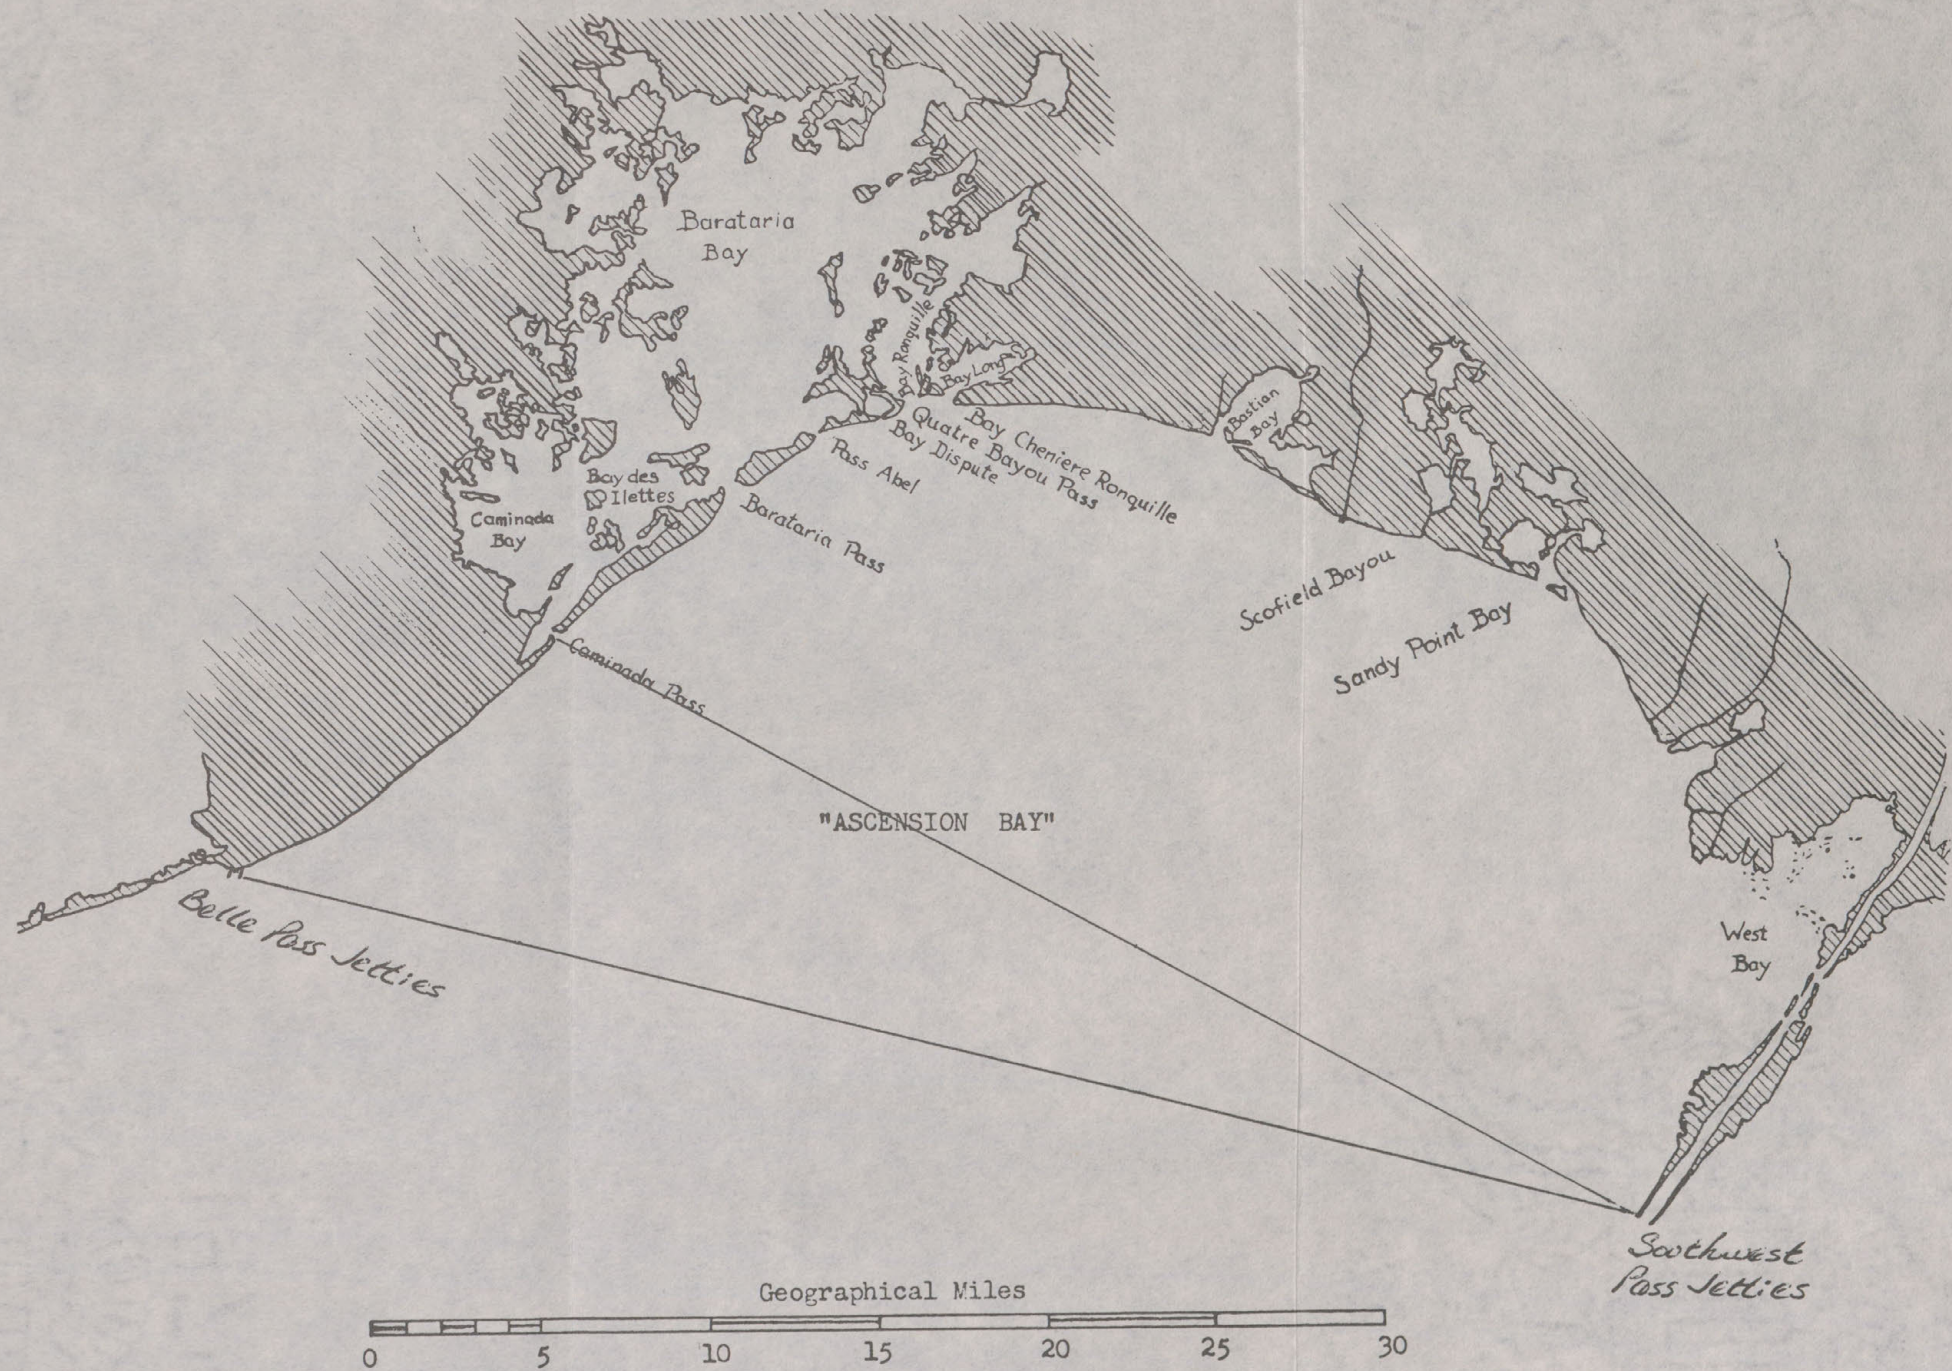 Barataria
Bay
Bay Ronquille
Bay Long
Bastian
Bay
Bay Cheniere Ronquille
Quatre Bayou Pass
Bay Dispute
Pass Abel
Barataria Pass
Bay des
Ilettes
Caminada
Bay
Caminada Pass
Scofield Bayou
Sandy Point Bay
"ASCENSION BAY"
Belle Pass Jetties
West
Bay
Southwest
Pass Jetties
Geographical Miles
0 5 10 15 20 25 30